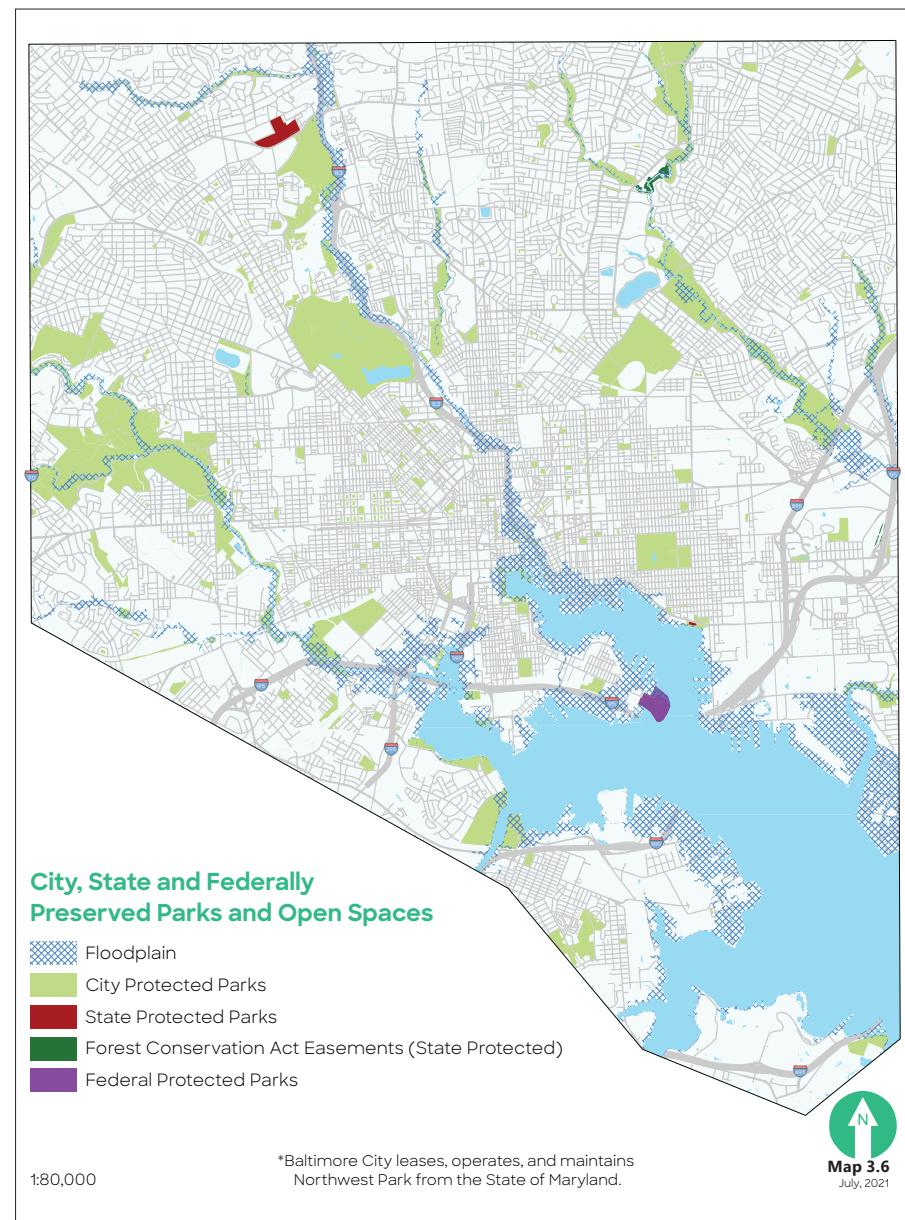 City, State and Federally
Preserved Parks and Open Spaces
Floodplain
City Protected Parks
State Protected Parks
Forest Conservation Act Easements (State Protected)
Federal Protected Parks
1:80,000
*Baltimore City leases, operates, and maintains
Northwest Park from the State of Maryland.
N
Map 3.6
July, 2021